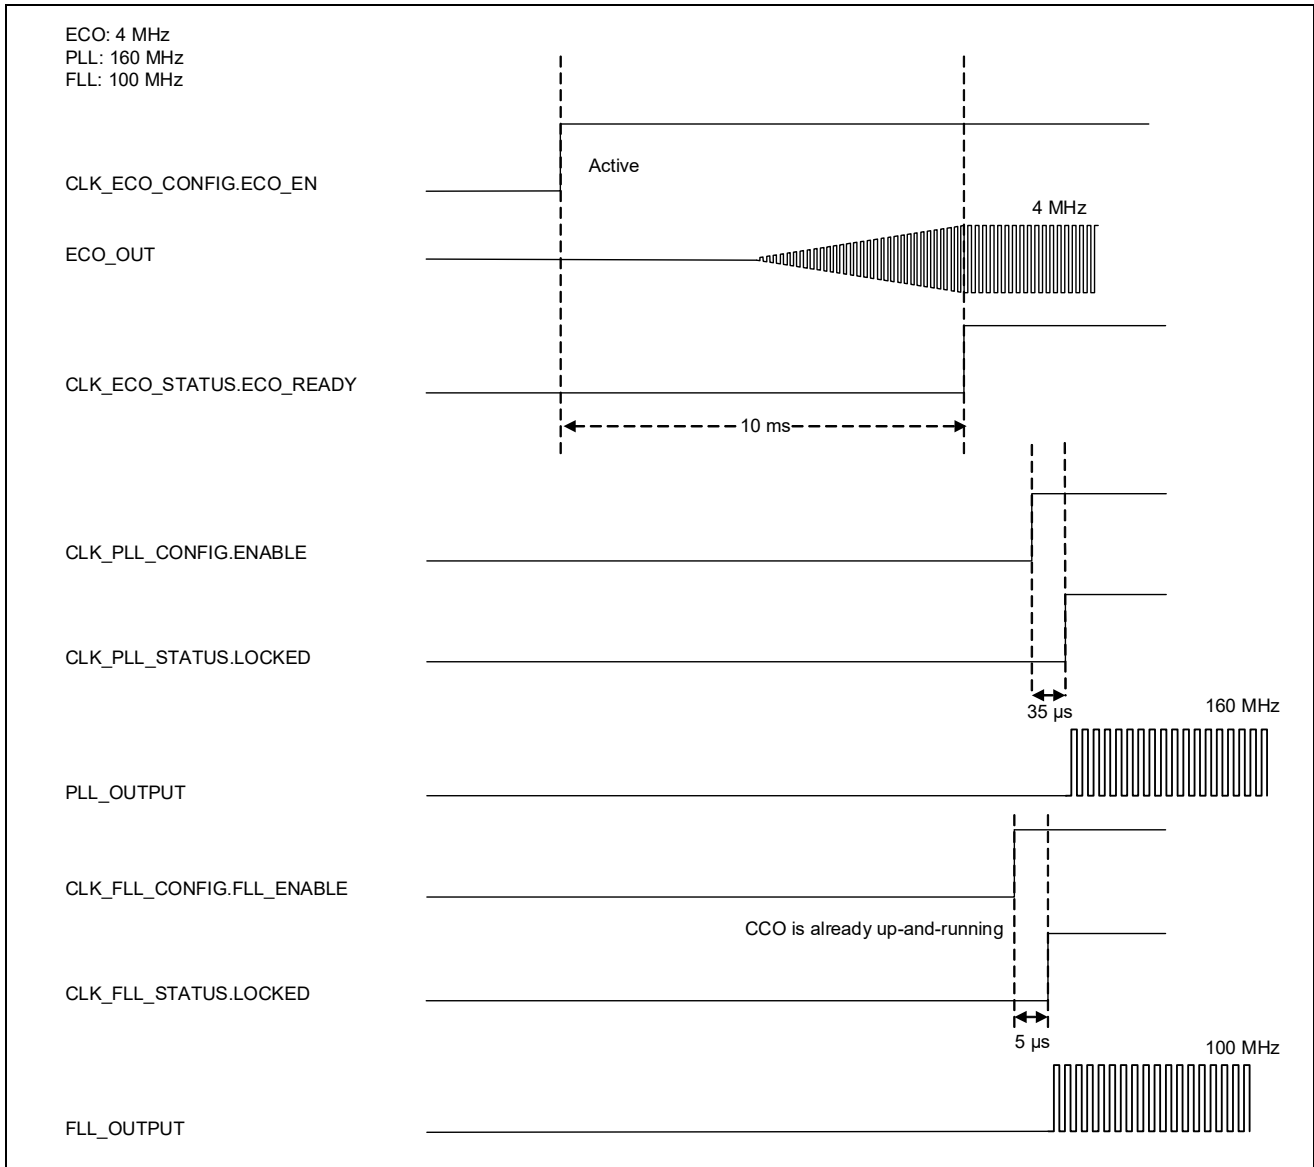 ECO: 4 MHz
PLL: 160 MHz
FLL: 100 MHz
Active
CLK_ECO_CONFIG.ECO_EN
4 MHz
ECO_OUT
CLK_ECO_STATUS.ECO_READY
10 ms
CLK_PLL_CONFIG.ENABLE
CLK_PLL_STATUS.LOCKED
35 µs
160 MHz
PLL_OUTPUT
CLK_FLL_CONFIG.FLL_ENABLE
CCO is already up-and-running
CLK_FLL_STATUS.LOCKED
5 µs
100 MHz
FLL_OUTPUT